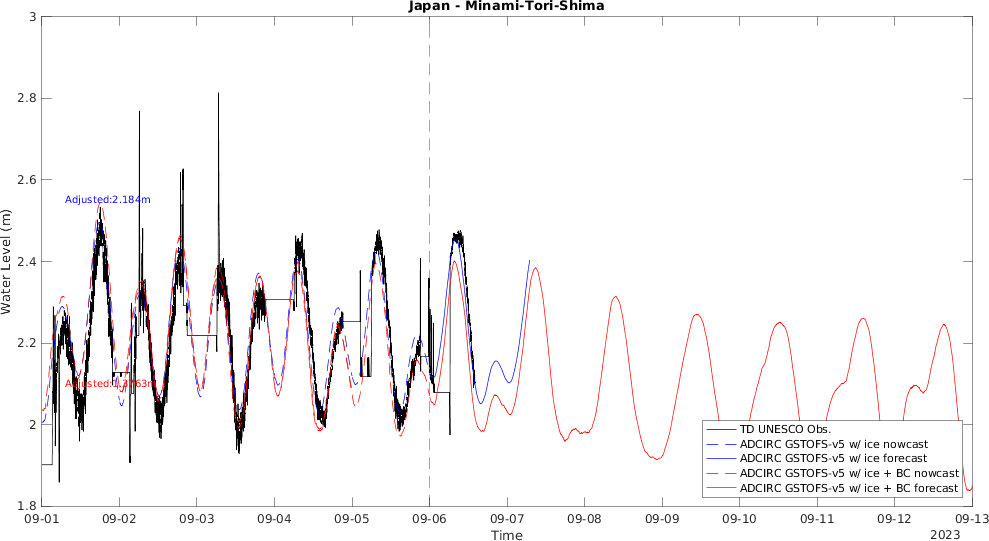 Japan - Minami-Tori-Shima
Water Level (m)
3
2.8
2.6
2.4
2.2
2
1.8
Adjusted:2.184m
TD UNESCO Obs.
ADCIRC GSTOFS-v5 w/ ice nowcast
ADCIRC GSTOFS-v5 w/ ice forecast
ADCIRC GSTOFS-v5 w/ ice + BC nowcast
ADCIRC GSTOFS-v5 w/ ice + BC forecast
09-01 09-02 09-03 09-04 09-05 09-06 09-07 09-08 09-09 09-10 09-11 09-12 09-13
Time
2023